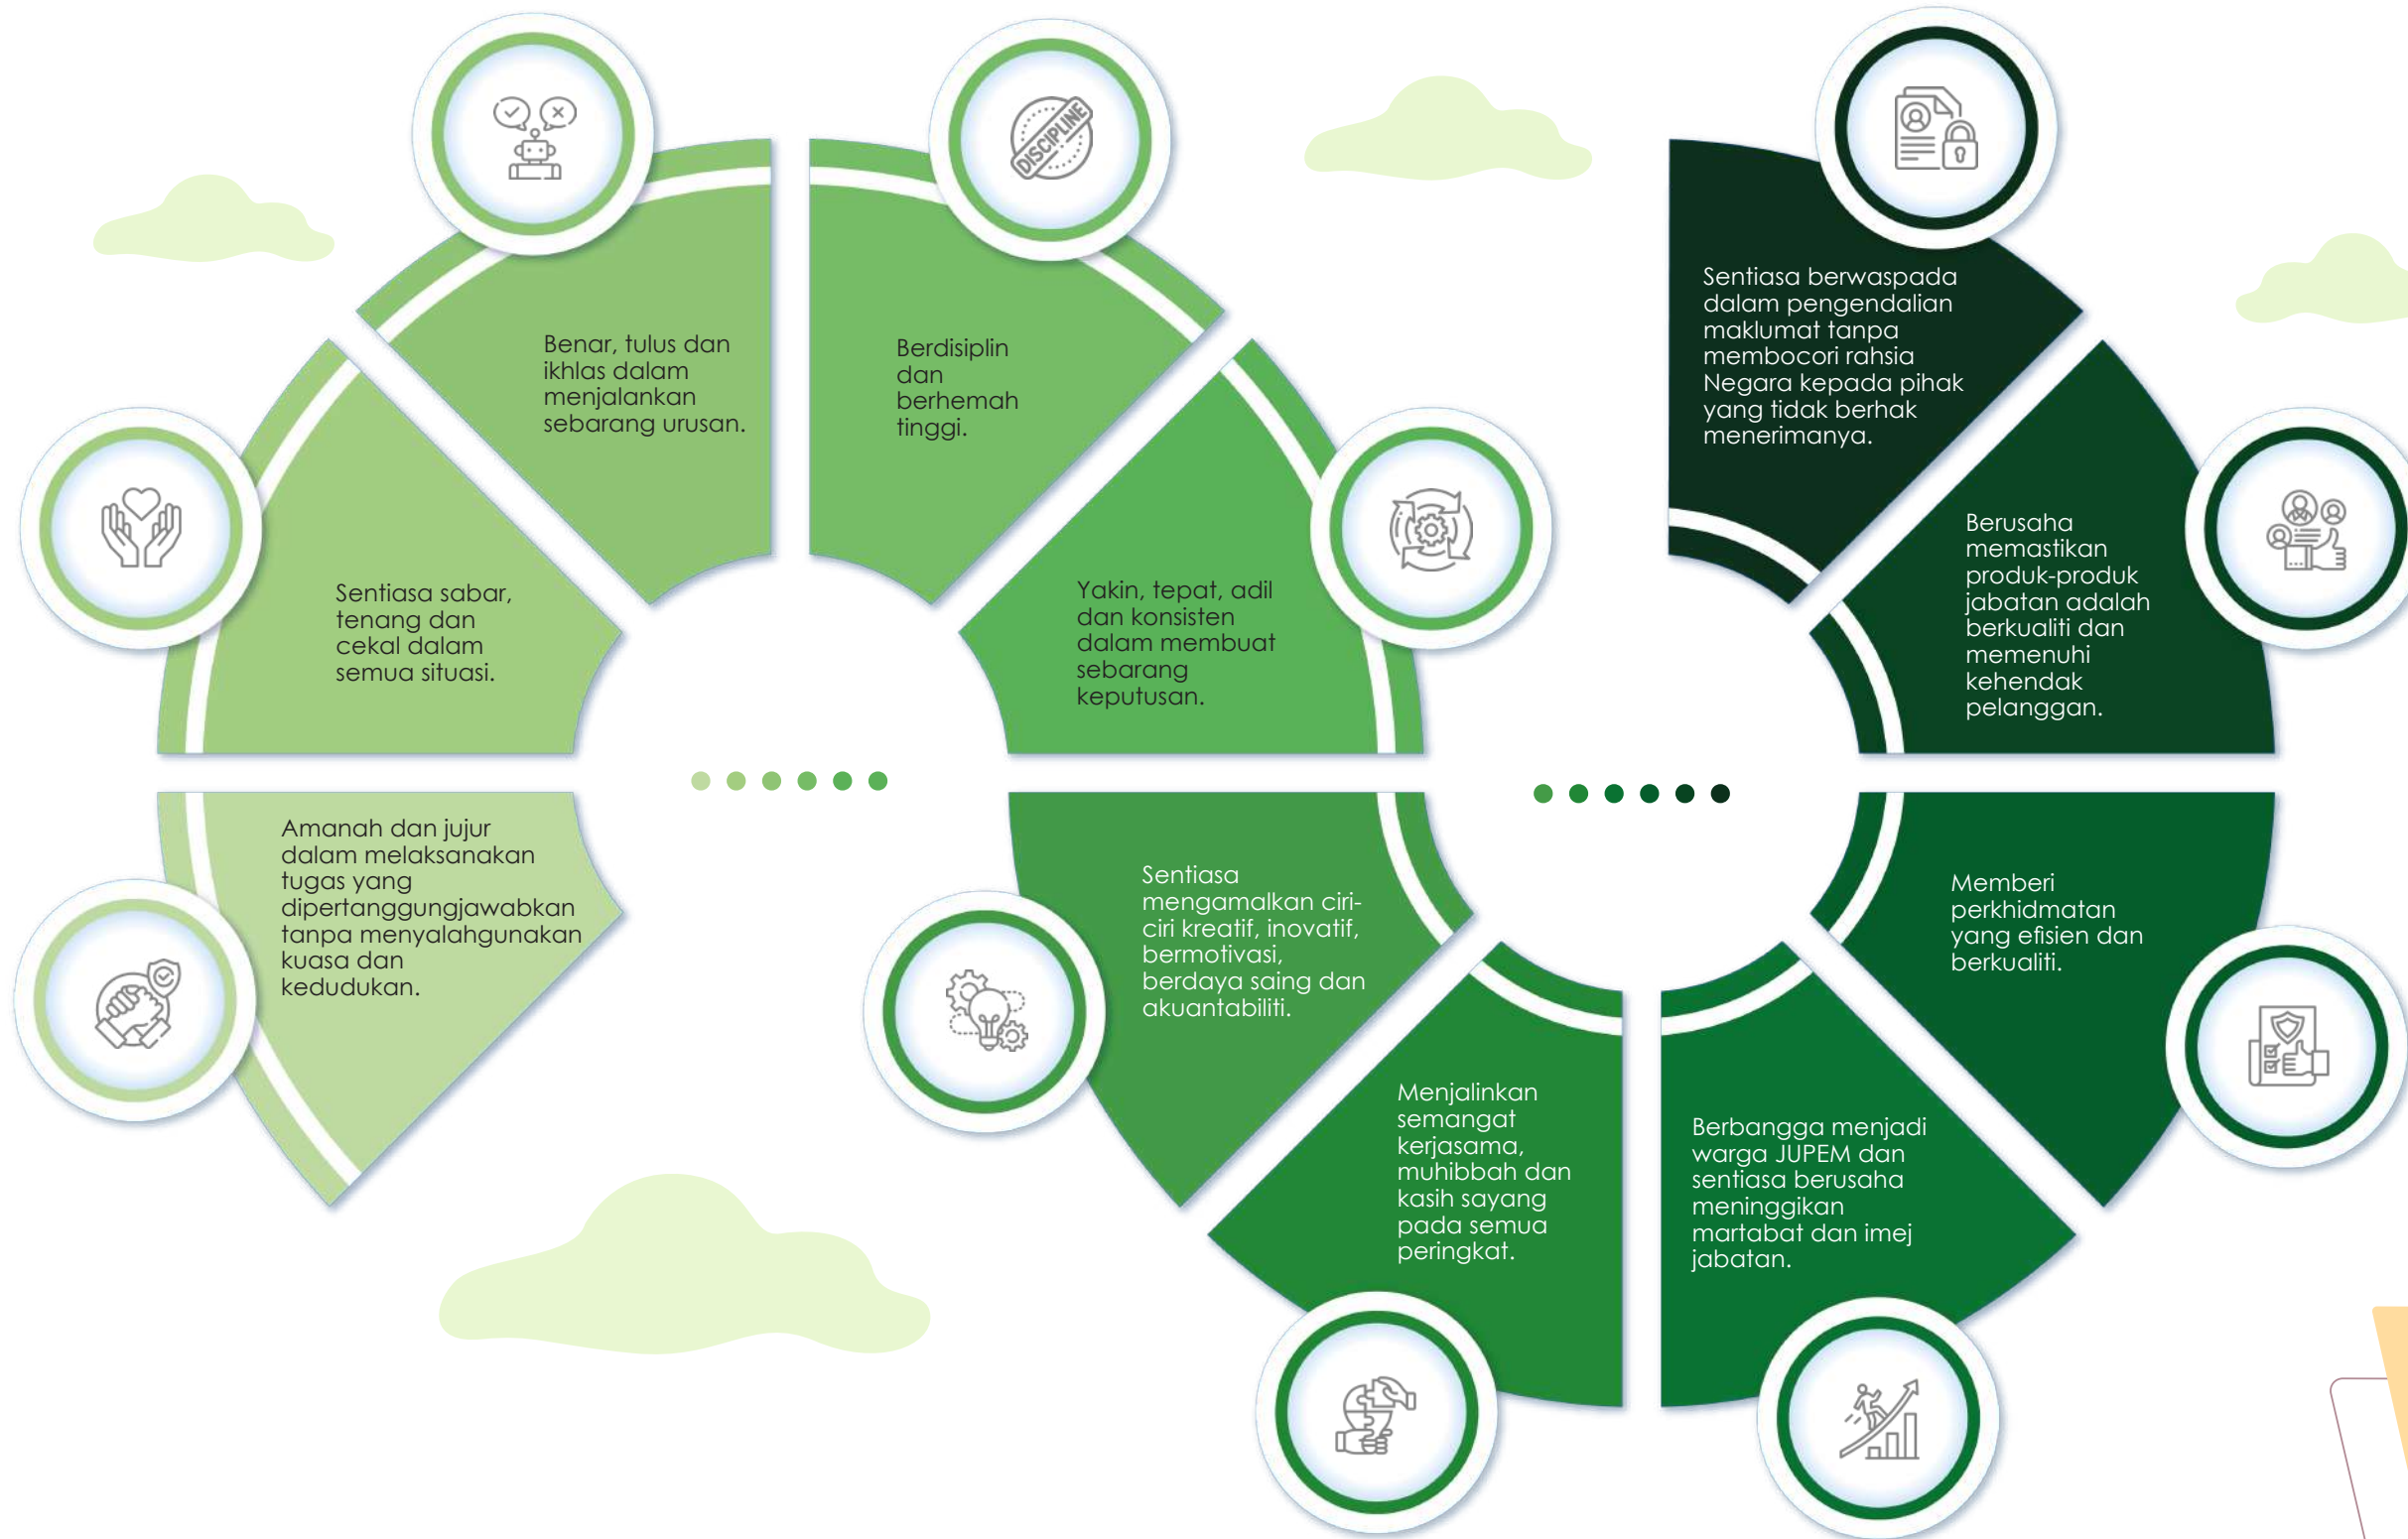 Amanah dan jujur
dalam melaksanakan
tugas yang
dipertanggungjawabkan
tanpa menyalahgunakan
kuasa dan
kedudukan.
Sentiasa sabar,
tenang dan
cekal dalam
semua situasi.
Benar, tulus dan
ikhlas dalam
menjalankan
sebarang urusan.
DISCIPLINE
Berdisiplin
dan
berhemah
tinggi.
Yakin, tepat, adil
dan konsisten
dalam membuat
sebarang
keputusan.
Sentiasa
mengamalkan ciri-
ciri kreatif, inovatif,
bermotivasi,
berdaya saing dan
akuantabiliti.
Menjalinkan
semangat
kerjasama,
muhibbah dan
kasih sayang
pada semua
peringkat.
Berbangga menjadi
warga JUPEM dan
sentiasa berusaha
meninggikan
martabat dan imej
jabatan.
Memberi
perkhidmatan
yang efisien dan
berkualiti.
Berusaha
memastikan
produk-produk
jabatan adalah
berkualiti dan
memenuhi
kehendak
pelanggan.
Sentiasa berwaspada
dalam pengendalian
maklumat tanpa
membocori rahsia
Negara kepada pihak
yang tidak berhak
menerimanya.